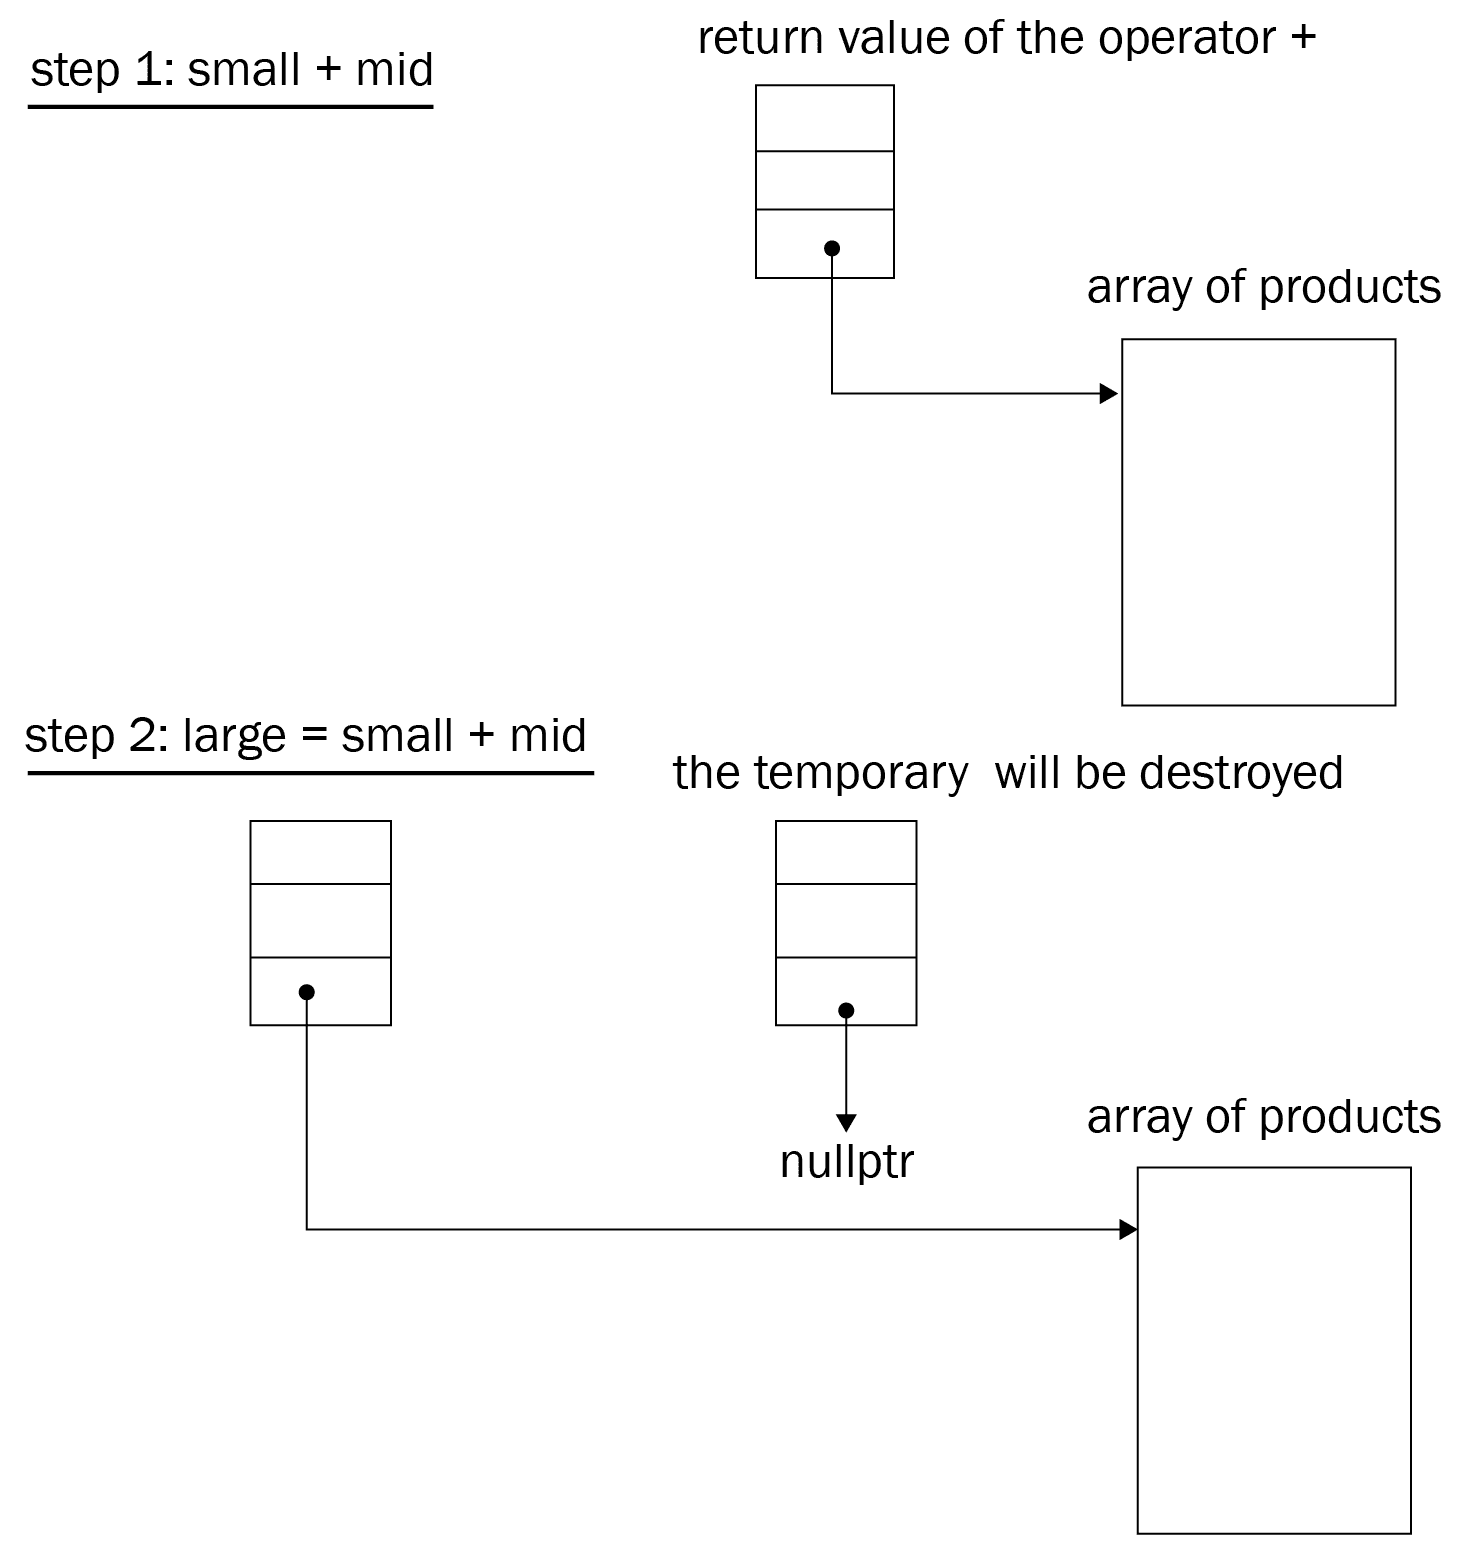 return value of the operator +
step 1: small + mid
array of products
step 2: large = small + mid
the temporary  will be destroyed
array of products
nullptr